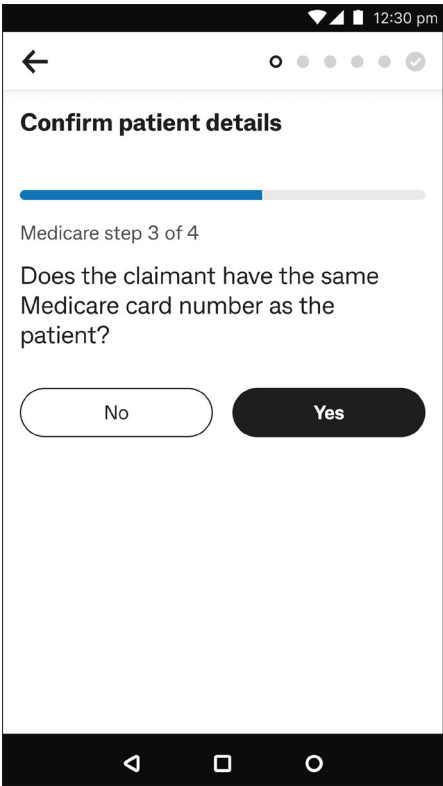 12:30 pm
Confirm patient details
Medicare step 3 of 4
Does the claimant have the same
Medicare card number as the
patient?
No
Yes